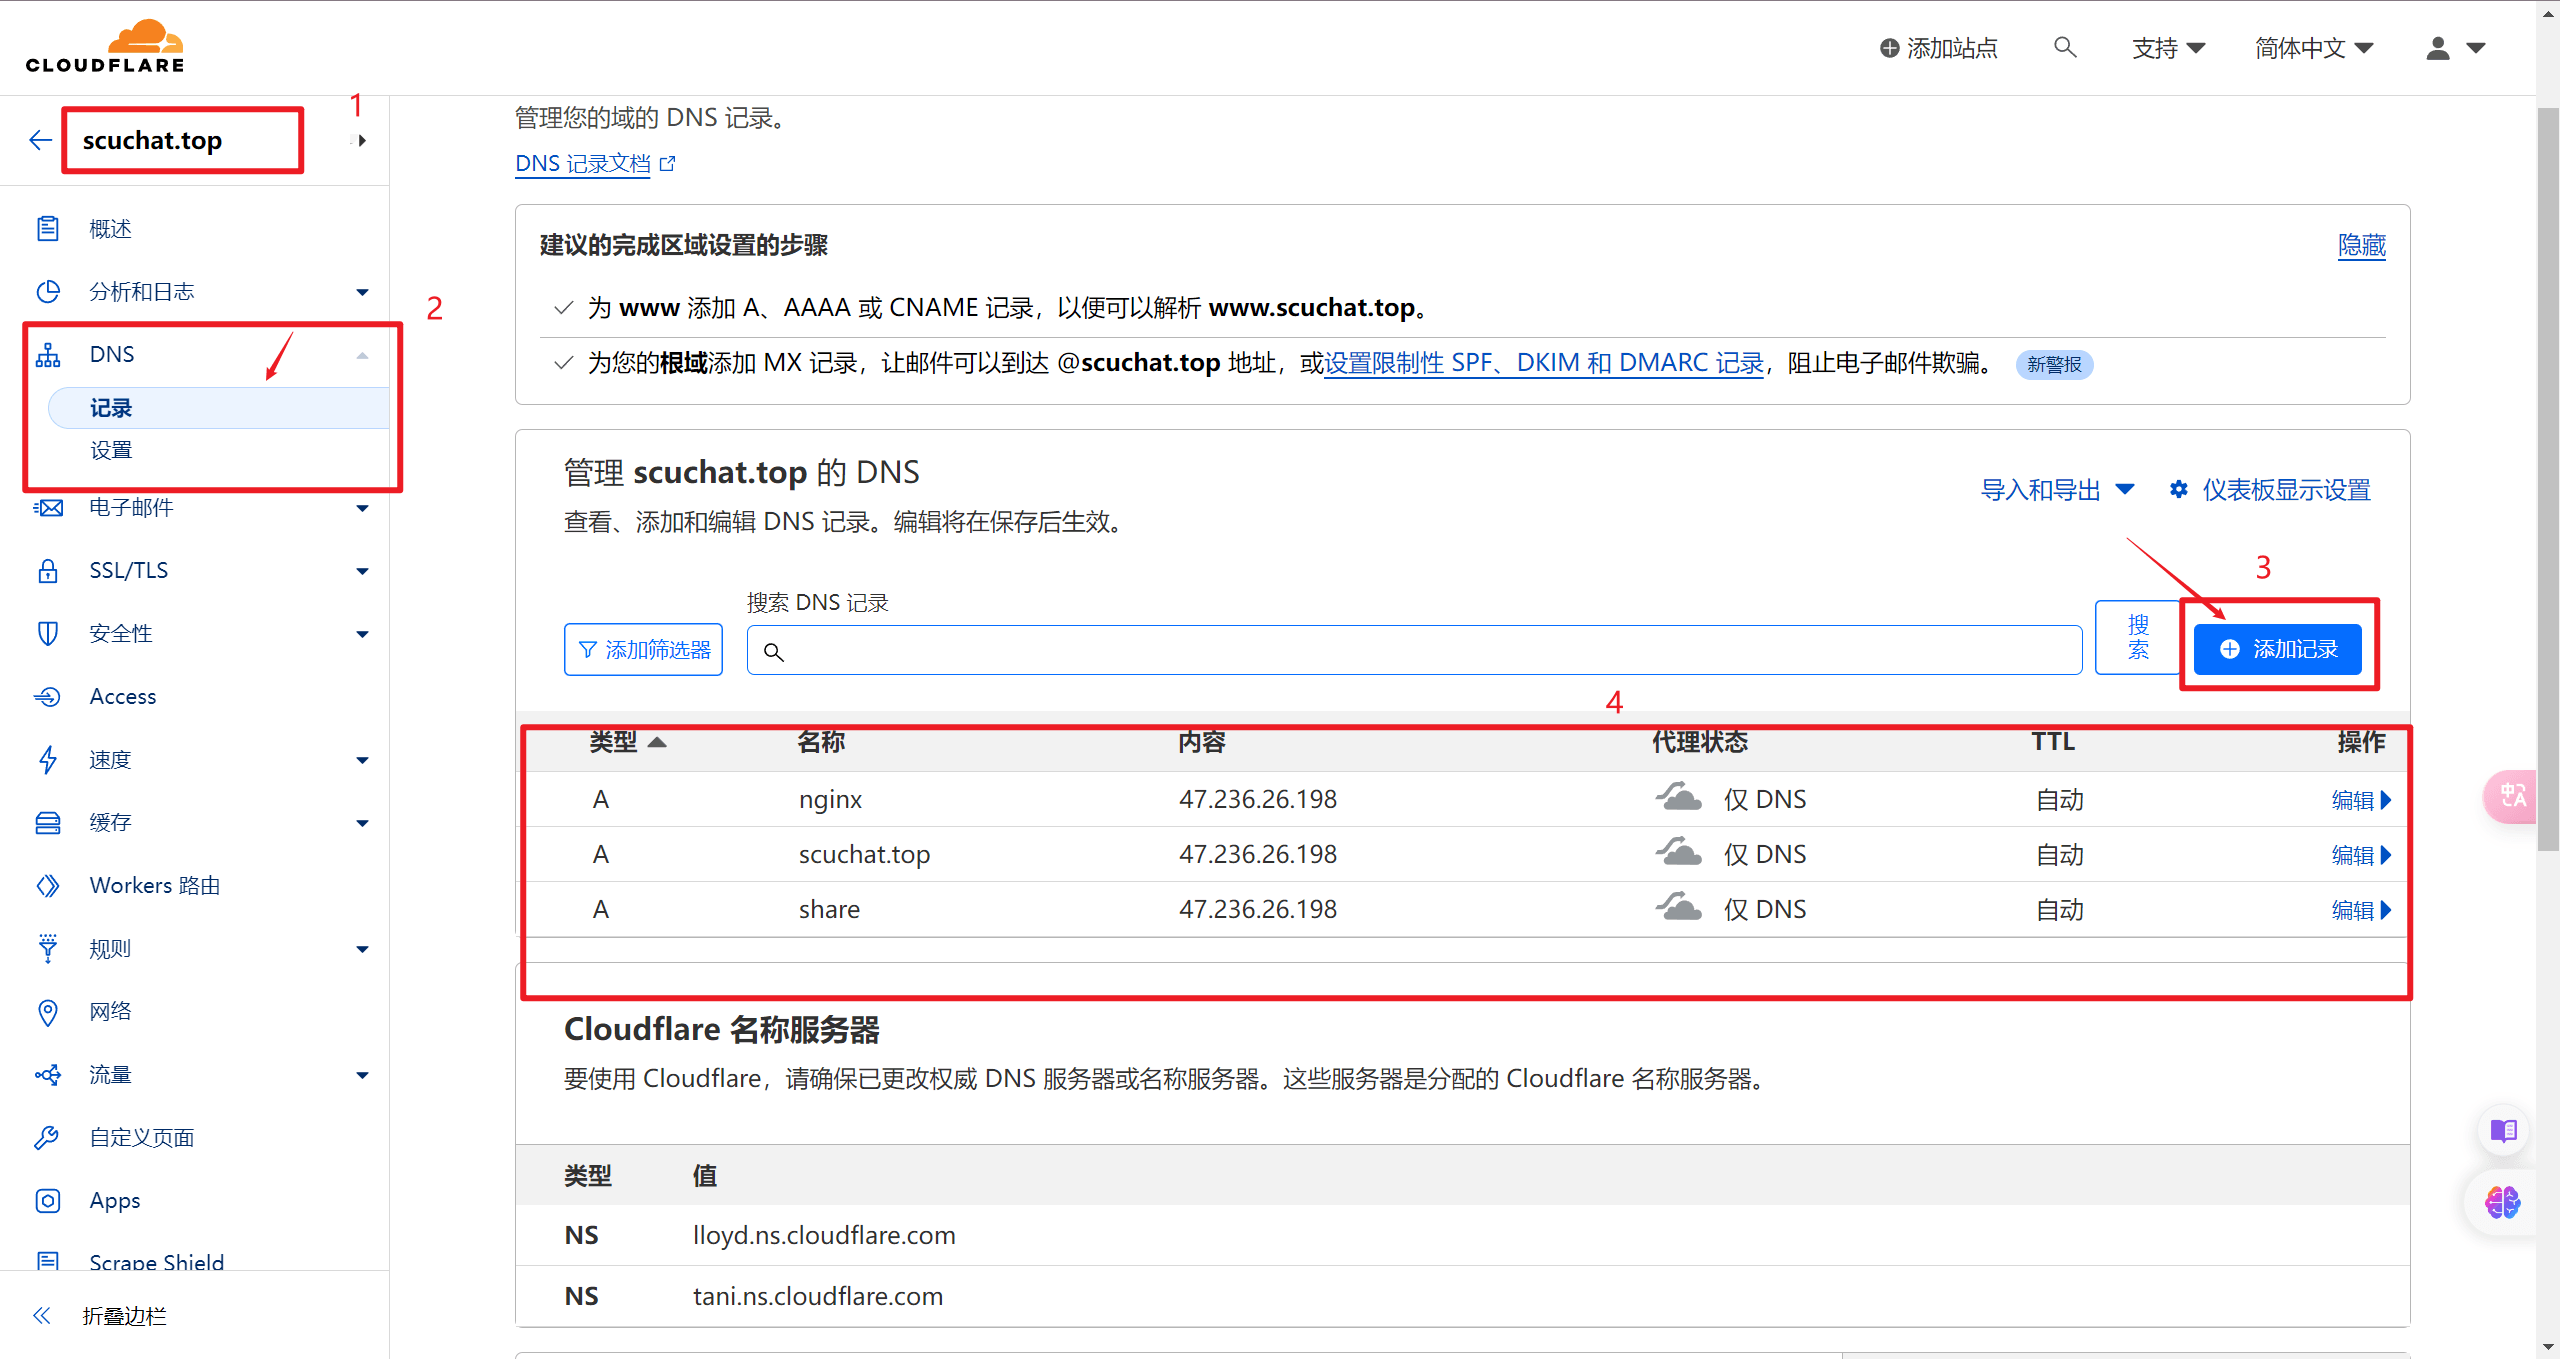 CLOUDFLARE
添加站点
支持
简体中文
1
scuchat.top
概述
分析和日志
2
DNS
记录
设置
电子邮件
SSL/TLS
安全性
Access
速度
缓存
Workers 路由
规则
网络
流量
自定义页面
Apps
Scrape Shield
折叠边栏
管理您的域的 DNS 记录。
DNS 记录文档
建议的完成区域设置的步骤
隐藏
为 www 添加 A、AAAA 或 CNAME 记录，以便可以解析 www.scuchat.top。
为您的根域添加 MX 记录，让邮件可以到达 @scuchat.top 地址，或设置限制性 SPF、DKIM 和 DMARC 记录，阻止电子邮件欺骗。 新警报
管理 scuchat.top 的 DNS
查看、添加和编辑 DNS 记录。编辑将在保存后生效。
导入和导出
仪表板显示设置
3
搜索 DNS 记录
添加筛选器
搜索
添加记录
4
类型 名称 内容 代理状态 TTL 操作
A nginx 47.236.26.198 仅 DNS 自动 编辑
A scuchat.top 47.236.26.198 仅 DNS 自动 编辑
A share 47.236.26.198 仅 DNS 自动 编辑
Cloudflare 名称服务器
要使用 Cloudflare，请确保已更改权威 DNS 服务器或名称服务器。这些服务器是分配的 Cloudflare 名称服务器。
类型 值
NS lloyd.ns.cloudflare.com
NS tani.ns.cloudflare.com
中A